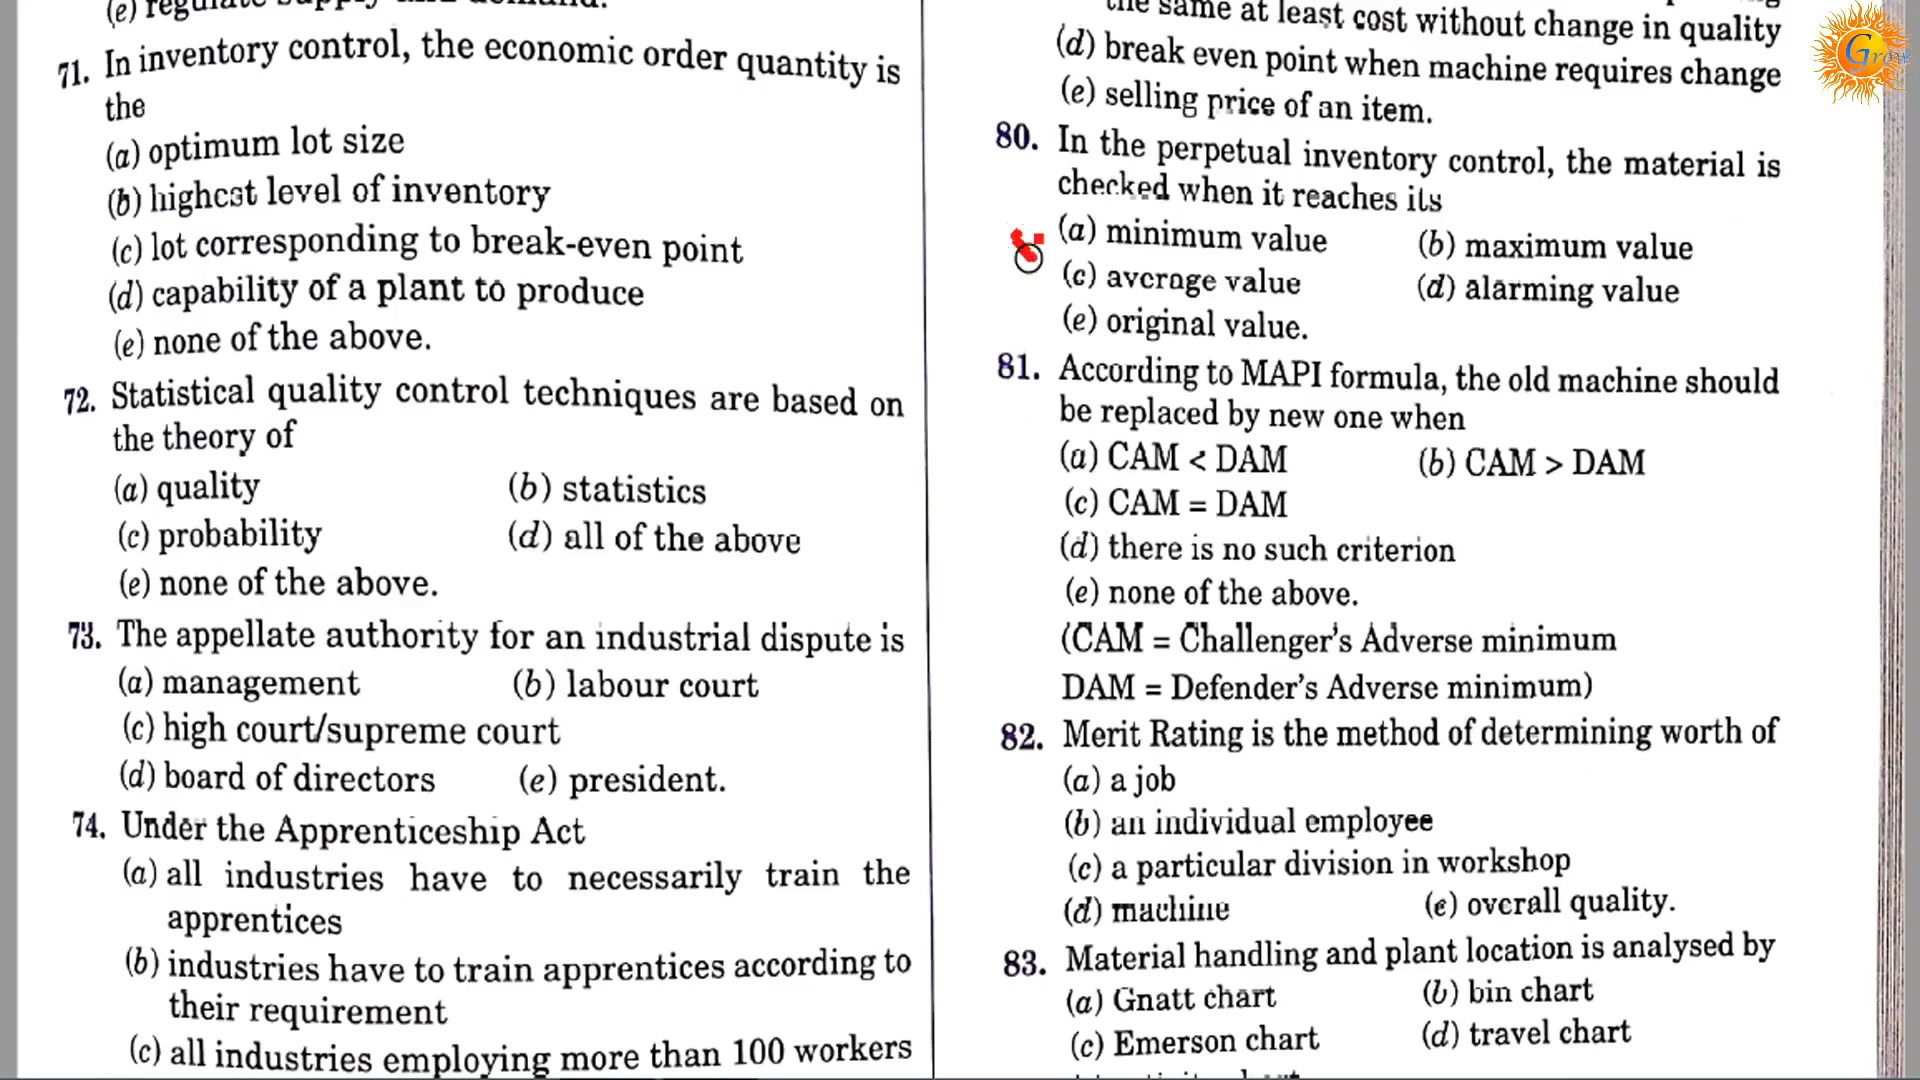 (e) regulate supply and demand.
71. In inventory control, the economic order quantity is
the
(a) optimum lot size
(b) highest level of inventory
(c) lot corresponding to break-even point
(d) capability of a plant to produce
(e) none of the above.
72. Statistical quality control techniques are based on
the theory of
(a) quality (b) statistics
(c) probability (d) all of the above
(e) none of the above.
73. The appellate authority for an industrial dispute is
(a) management (b) labour court
(c) high court/supreme court
(d) board of directors (e) president.
74. Under the Apprenticeship Act
(a) all industries have to necessarily train the
apprentices
(b) industries have to train apprentices according to
their requirement
(c) all industries employing more than 100 workers
the same at least cost without change in quality
(d) break even point when machine requires change
(e) selling price of an item.
80. In the perpetual inventory control, the material is
checked when it reaches its
(a) minimum value (b) maximum value
(c) average value (d) alarming value
(e) original value.
81. According to MAPI formula, the old machine should
be replaced by new one when
(a) CAM < DAM (b) CAM > DAM
(c) CAM = DAM
(d) there is no such criterion
(e) none of the above.
(CAM = Challenger's Adverse minimum
DAM = Defender's Adverse minimum)
82. Merit Rating is the method of determining worth of
(a) a job
(b) an individual employee
(c) a particular division in workshop
(d) machine (e) overall quality.
83. Material handling and plant location is analysed by
(a) Gnatt chart (b) bin chart
(c) Emerson chart (d) travel chart
Grow